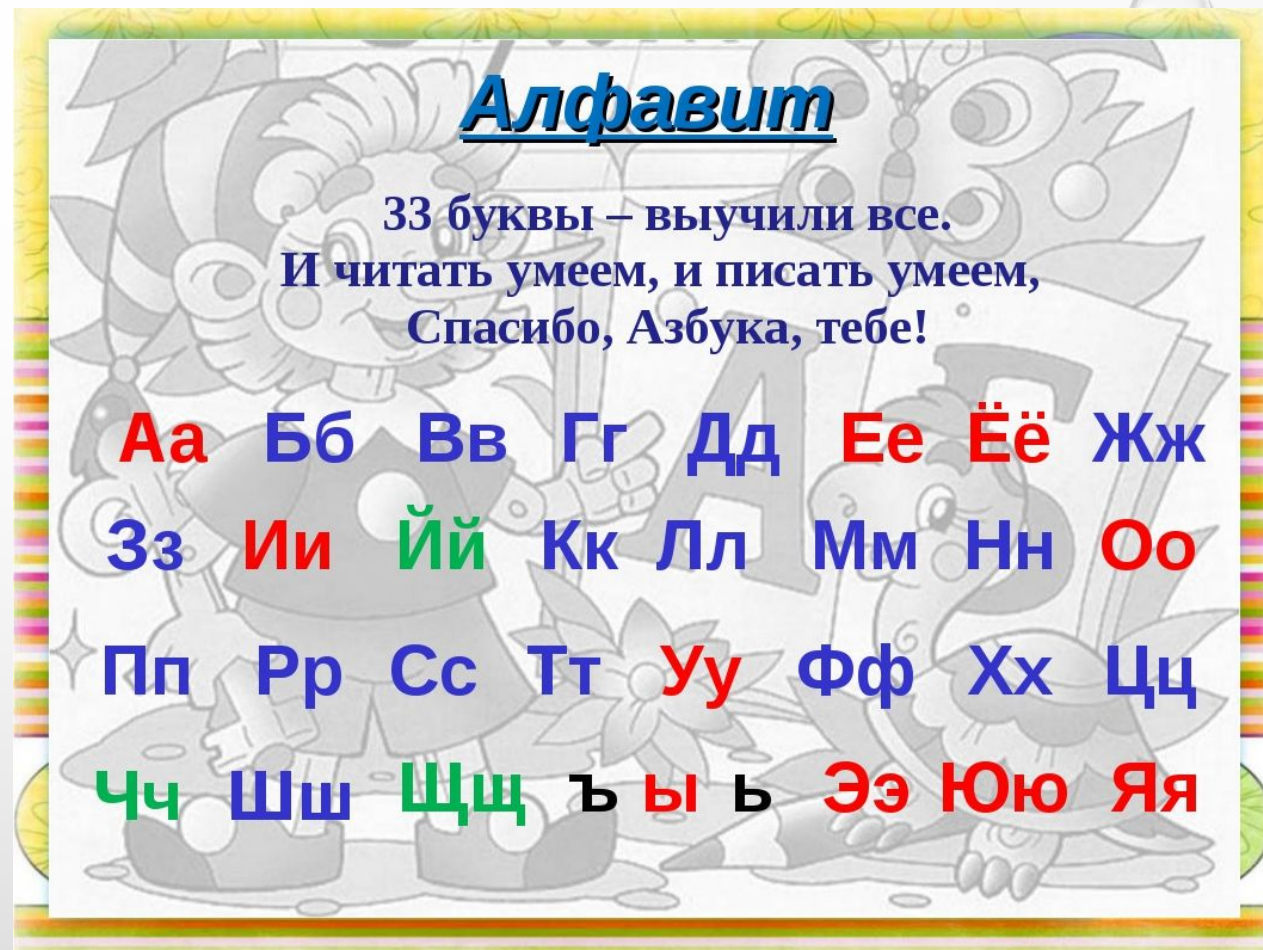 Алфавит
33 буквы – выучили все.
И читать умеем, и писать умеем,
Спасибо, Азбука, тебе!
Аа Бб Вв Гг Дд Ее Ёё Жж
Зз Ии Йй Кк Лл Мм Нн Оо
Пп Рр Сс Тт Уу Фф Хх Цц
Чч Шш Щщ ъ ы ь Ээ Юю Яя
А Б